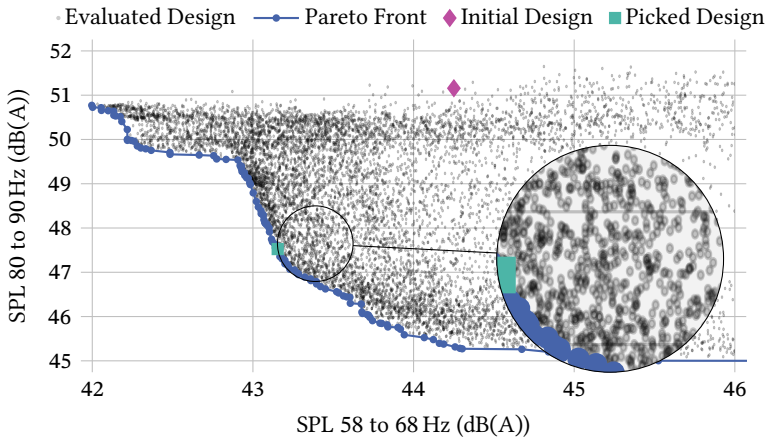 Evaluated Design Pareto Front Initial Design Picked Design
52
51
50
49
48
47
46
45
SPL 80 to 90 Hz (dB(A))
42 43 44 45 46
SPL 58 to 68 Hz (dB(A))